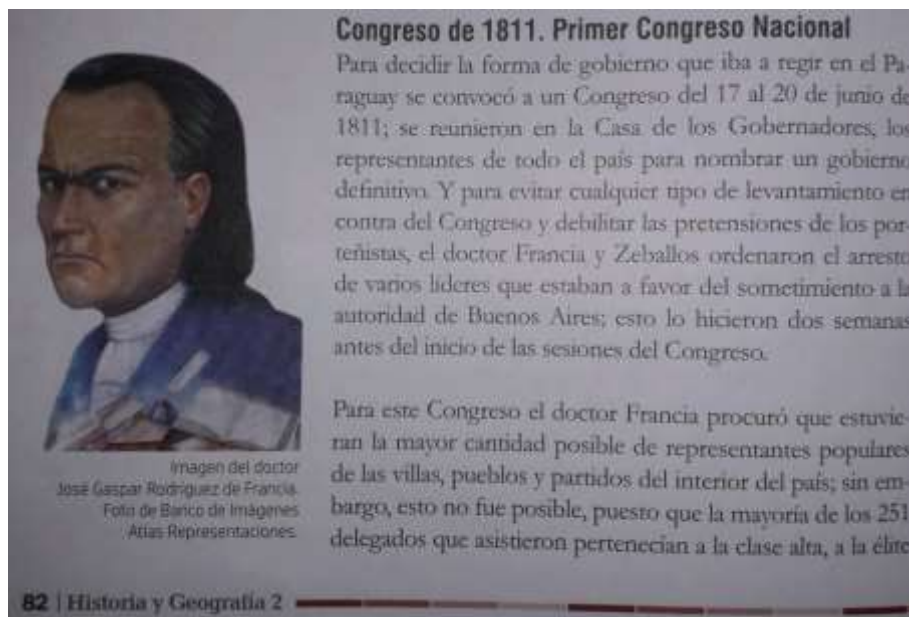 Congreso de 1811. Primer Congreso Nacional
Para decidir la forma de gobierno que iba a regir en el Pa-
raguay se convocó a un Congreso del 17 al 20 de junio de
1811; se reunieron en la Casa de los Gobernadores, los
representantes de todo el país para nombrar un gobierno
definitivo. Y para evitar cualquier tipo de levantamiento en
contra del Congreso y debilitar las pretensiones de los por-
teñistas, el doctor Francia y Zeballos ordenaron el arresto
de varios líderes que estaban a favor del sometimiento a la
autoridad de Buenos Aires; esto lo hicieron dos semanas
antes del inicio de las sesiones del Congreso.
Para este Congreso el doctor Francia procuró que estuvie-
ran la mayor cantidad posible de representantes populares
de las villas, pueblos y partidos del interior del país; sin em-
bargo, esto no fue posible, puesto que la mayoría de los 251
delegados que asistieron pertenecían a la clase alta, a la élite
Imagen del doctor
José Gaspar Rodríguez de Francia.
Foto de Banco de Imágenes
Atlas Representaciones.
82 | Historia y Geografía 2